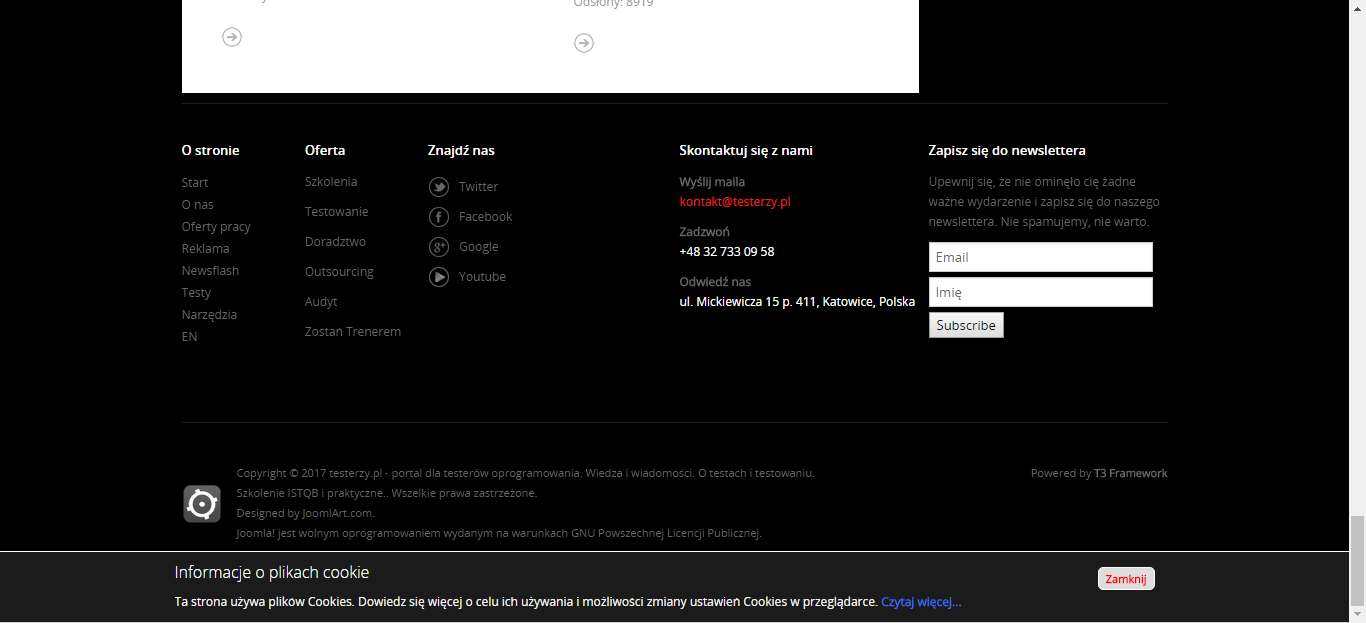 Odsłony: 8919
O stronie
Start
O nas
Oferty pracy
Reklama
Newsflash
Testy
Narzędzia
EN
Oferta
Szkolenia
Testowanie
Doradztwo
Outsourcing
Audyt
Zostań Trenerem
Znajdź nas
Twitter
Facebook
Google
Youtube
Skontaktuj się z nami
Wyślij maila
kontakt@testerzy.pl
Zadzwoń
+48 32 733 09 58
Odwiedź nas
ul. Mickiewicza 15 p. 411, Katowice, Polska
Zapisz się do newslettera
Upewnij się, że nie ominęło cię żadne
ważne wydarzenie i zapisz się do naszego
newslettera. Nie spamujemy, nie warto.
Email
Imię
Subscribe
Copyright © 2017 testerzy.pl - portal dla testerów oprogramowania. Wiedza i wiadomości. O testach i testowaniu.
Szkolenie ISTQB i praktyczne.. Wszelkie prawa zastrzeżone.
Designed by JoomlArt.com.
Joomla! jest wolnym oprogramowaniem wydanym na warunkach GNU Powszechnej Licencji Publicznej.
Powered by T3 Framework
Informacje o plikach cookie
Ta strona używa plików Cookies. Dowiedz się więcej o celu ich używania i możliwości zmiany ustawień Cookies w przeglądarce. Czytaj więcej...
Zamknij